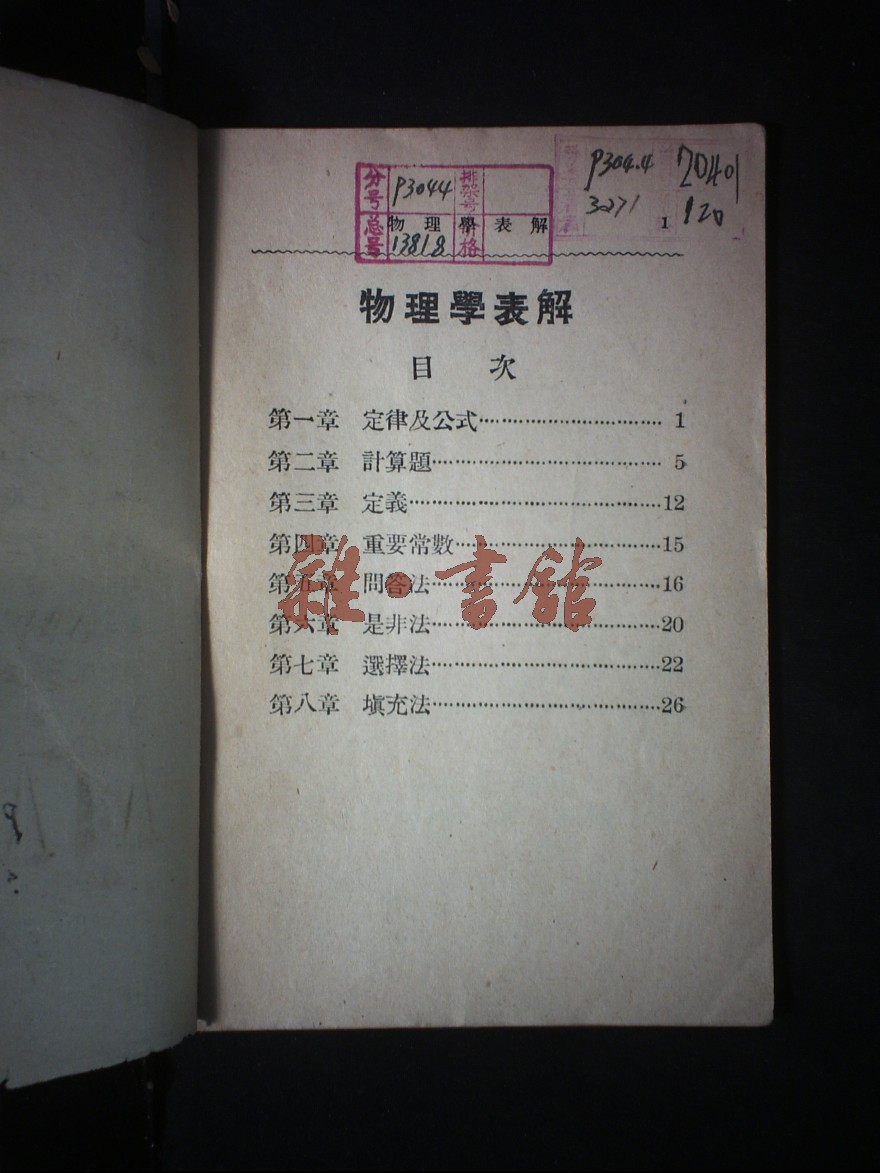 分号 P3044 排架号
P304.4 20401
总号 13818 格
3271 120
物理學表解 1
物理學表解
目 次
第一章 定律及公式…………………………1
第二章 計算題…………………………5
第三章 定義…………………………12
第四章 重要常數…………………………15
第五章 問答法…………………………16
第六章 是非法…………………………20
第七章 選擇法…………………………22
第八章 填充法…………………………26
雜·書館